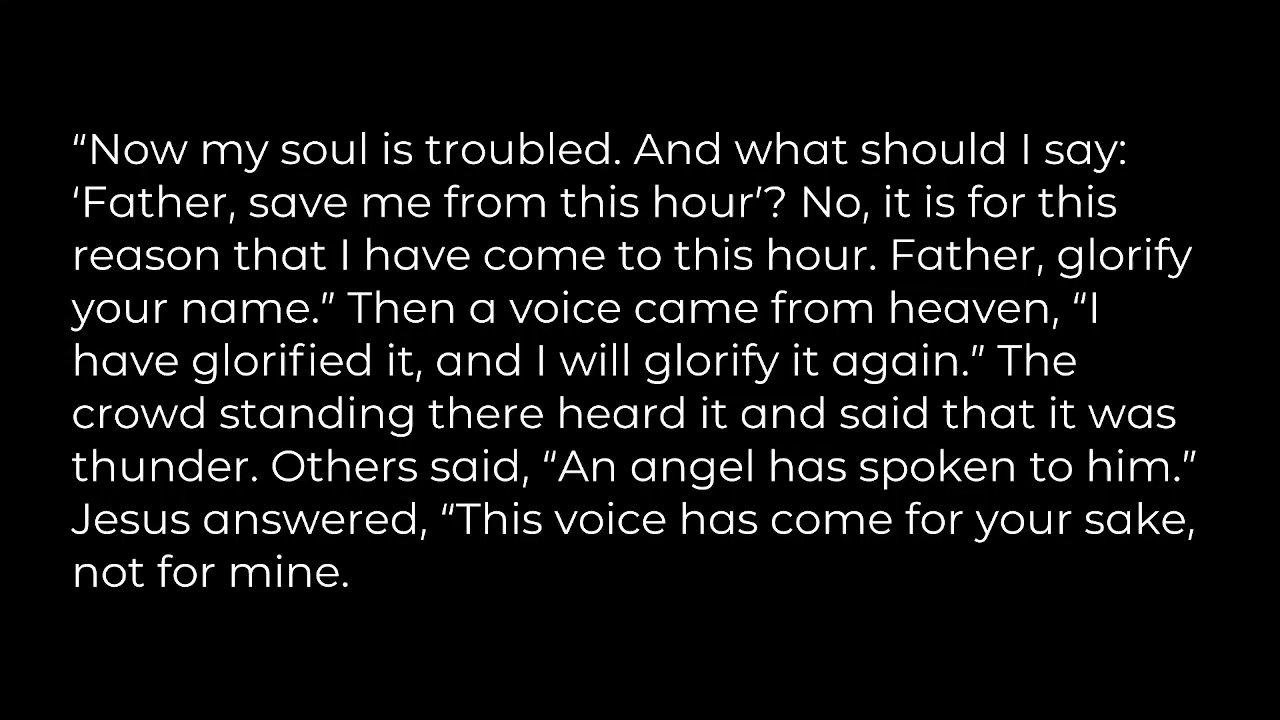 “Now my soul is troubled. And what should I say:
‘Father, save me from this hour’? No, it is for this
reason that I have come to this hour. Father, glorify
your name.” Then a voice came from heaven, “I
have glorified it, and I will glorify it again.” The
crowd standing there heard it and said that it was
thunder. Others said, “An angel has spoken to him.”
Jesus answered, “This voice has come for your sake,
not for mine.